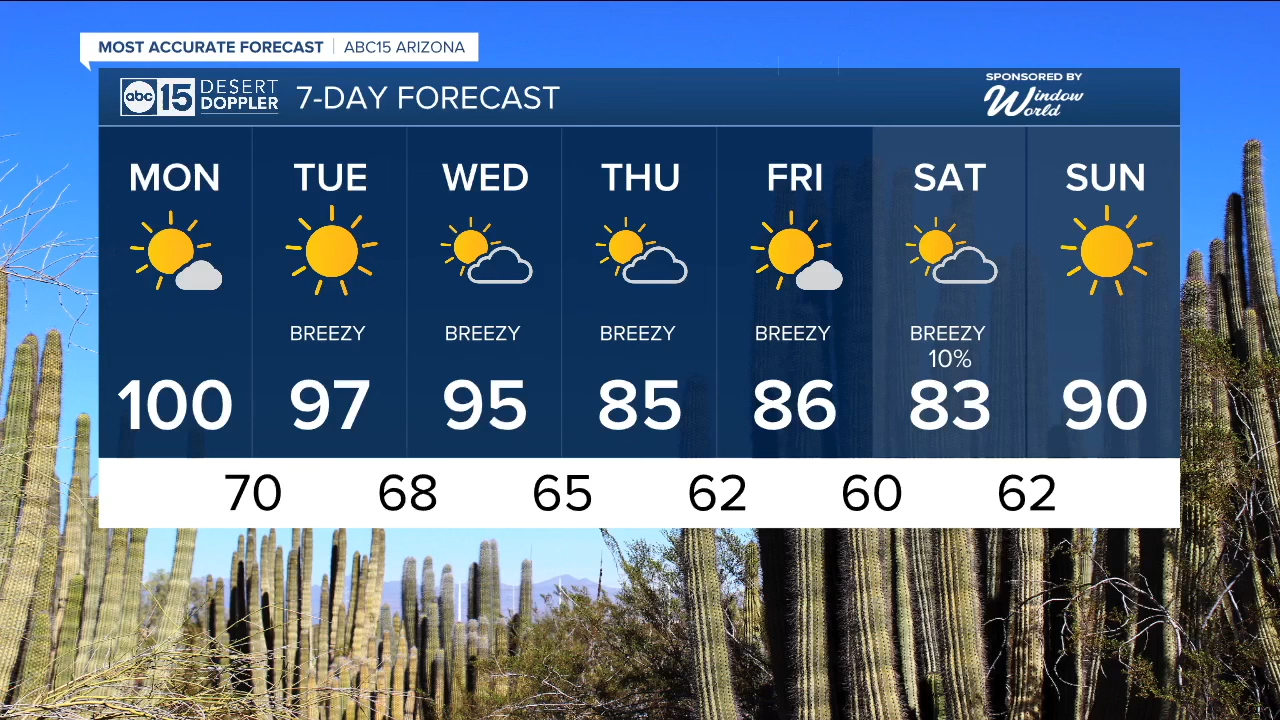 MOST ACCURATE FORECAST | ABC15 ARIZONA
abc 15 DESERT DOPPLER
7-DAY FORECAST
SPONSORED BY
Window World
MON TUE WED THU FRI SAT SUN
BREEZY BREEZY BREEZY BREEZY BREEZY
10%
100 97 95 85 86 83 90
70 68 65 62 60 62